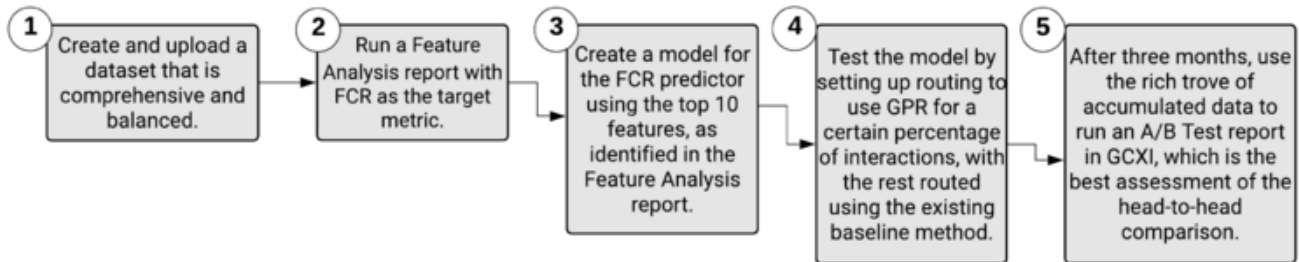 1
Create and upload a
dataset that is
comprehensive and
balanced.
2
Run a Feature
Analysis report with
FCR as the target
metric.
3
Create a model for
the FCR predictor
using the top 10
features, as
identified in the
Feature Analysis
report.
4
Test the model by
setting up routing to
use GPR for a
certain percentage
of interactions, with
the rest routed
using the existing
baseline method.
5
After three months, use
the rich trove of
accumulated data to
run an A/B Test report
in GCXI, which is the
best assessment of the
head-to-head
comparison.